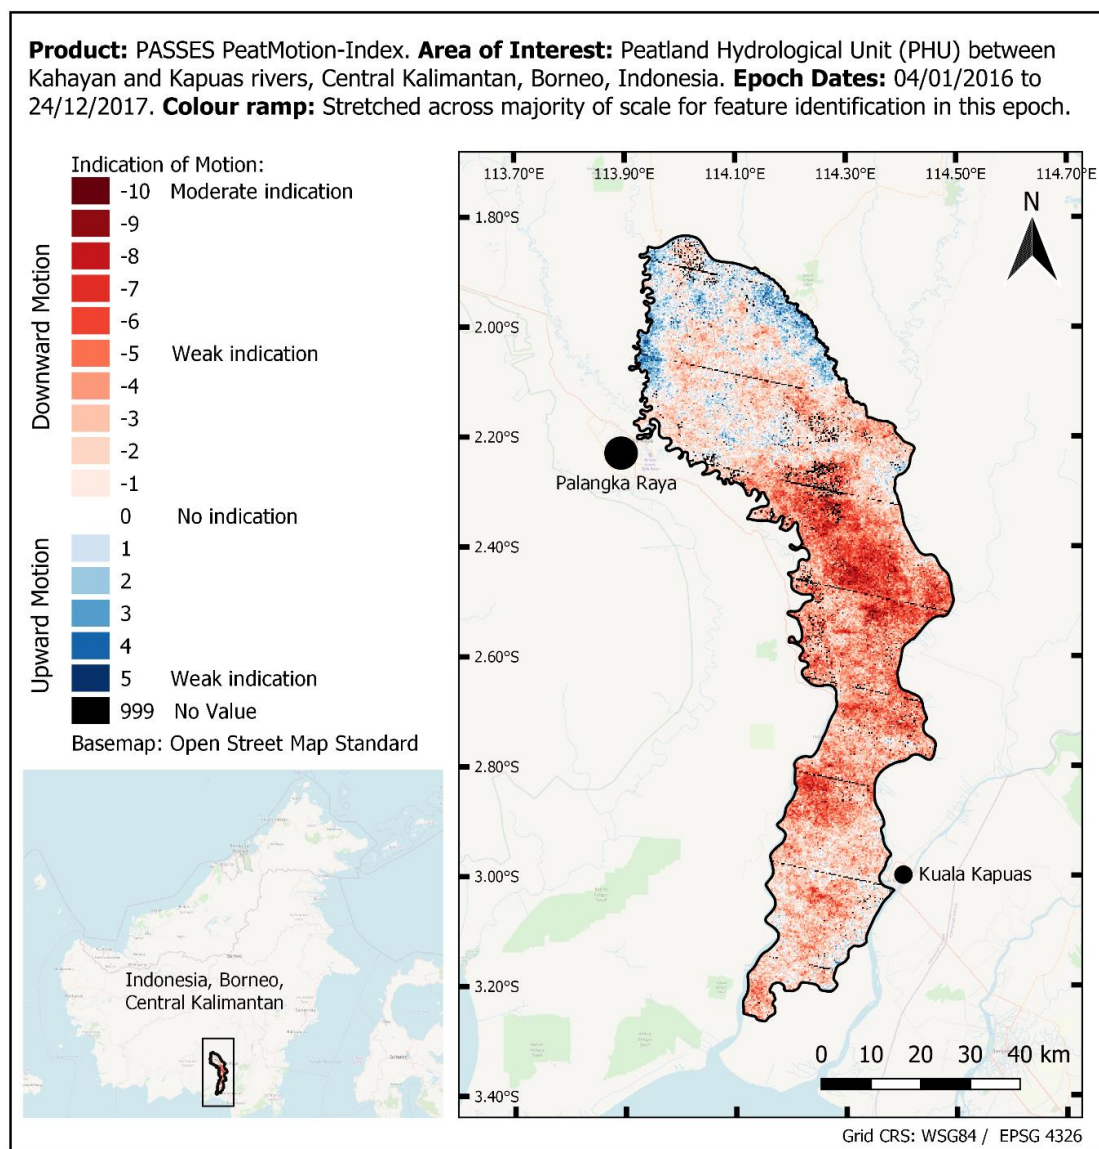 Product: PASSES PeatMotion-Index. Area of Interest: Peatland Hydrological Unit (PHU) between
Kahayan and Kapuas rivers, Central Kalimantan, Borneo, Indonesia. Epoch Dates: 04/01/2016 to
24/12/2017. Colour ramp: Stretched across majority of scale for feature identification in this epoch.
Indication of Motion:
Downward Motion
-10 Moderate indication
-9
-8
-7
-6
-5 Weak indication
-4
-3
-2
-1
0 No indication
Upward Motion
1
2
3
4
5 Weak indication
999 No Value
Basemap: Open Street Map Standard
Indonesia, Borneo,
Central Kalimantan
113.70°E 113.90°E 114.10°E 114.30°E 114.50°E 114.70°E
N
1.80°S
2.00°S
2.20°S
Palangka Raya
2.40°S
2.60°S
2.80°S
3.00°S
Kuala Kapuas
3.20°S
3.40°S
0 10 20 30 40 km
Grid CRS: WSG84 / EPSG 4326